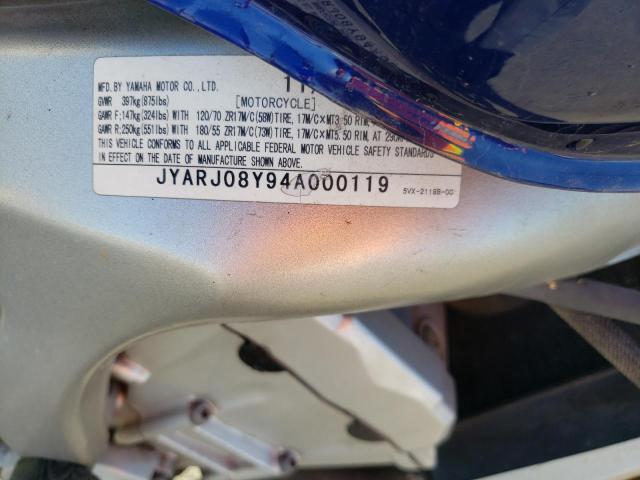 MFD.BY YAMAHA MOTOR CO.,LTD. 11/
GVWR 397kg(875lbs) [MOTORCYCLE]
GAWR F:147kg(324lbs)WITH 120/70 ZR17M/C(58W)TIRE, 17M/C×MT3.50 RIM,
GAWR R:250kg(551lbs)WITH 180/55 ZR17M/C(73W)TIRE, 17M/C×MT5.50 RIM, AT 290k
THIS VEHICLE CONFORMS TO ALL APPLICABLE FEDERAL MOTOR VEHICLE SAFETY STANDARDS
IN EFFECT ON THE DATE OF MANUFACTURE SHOWN ABOVE.
JYARJ08Y94A000119
5VX-2118B-00